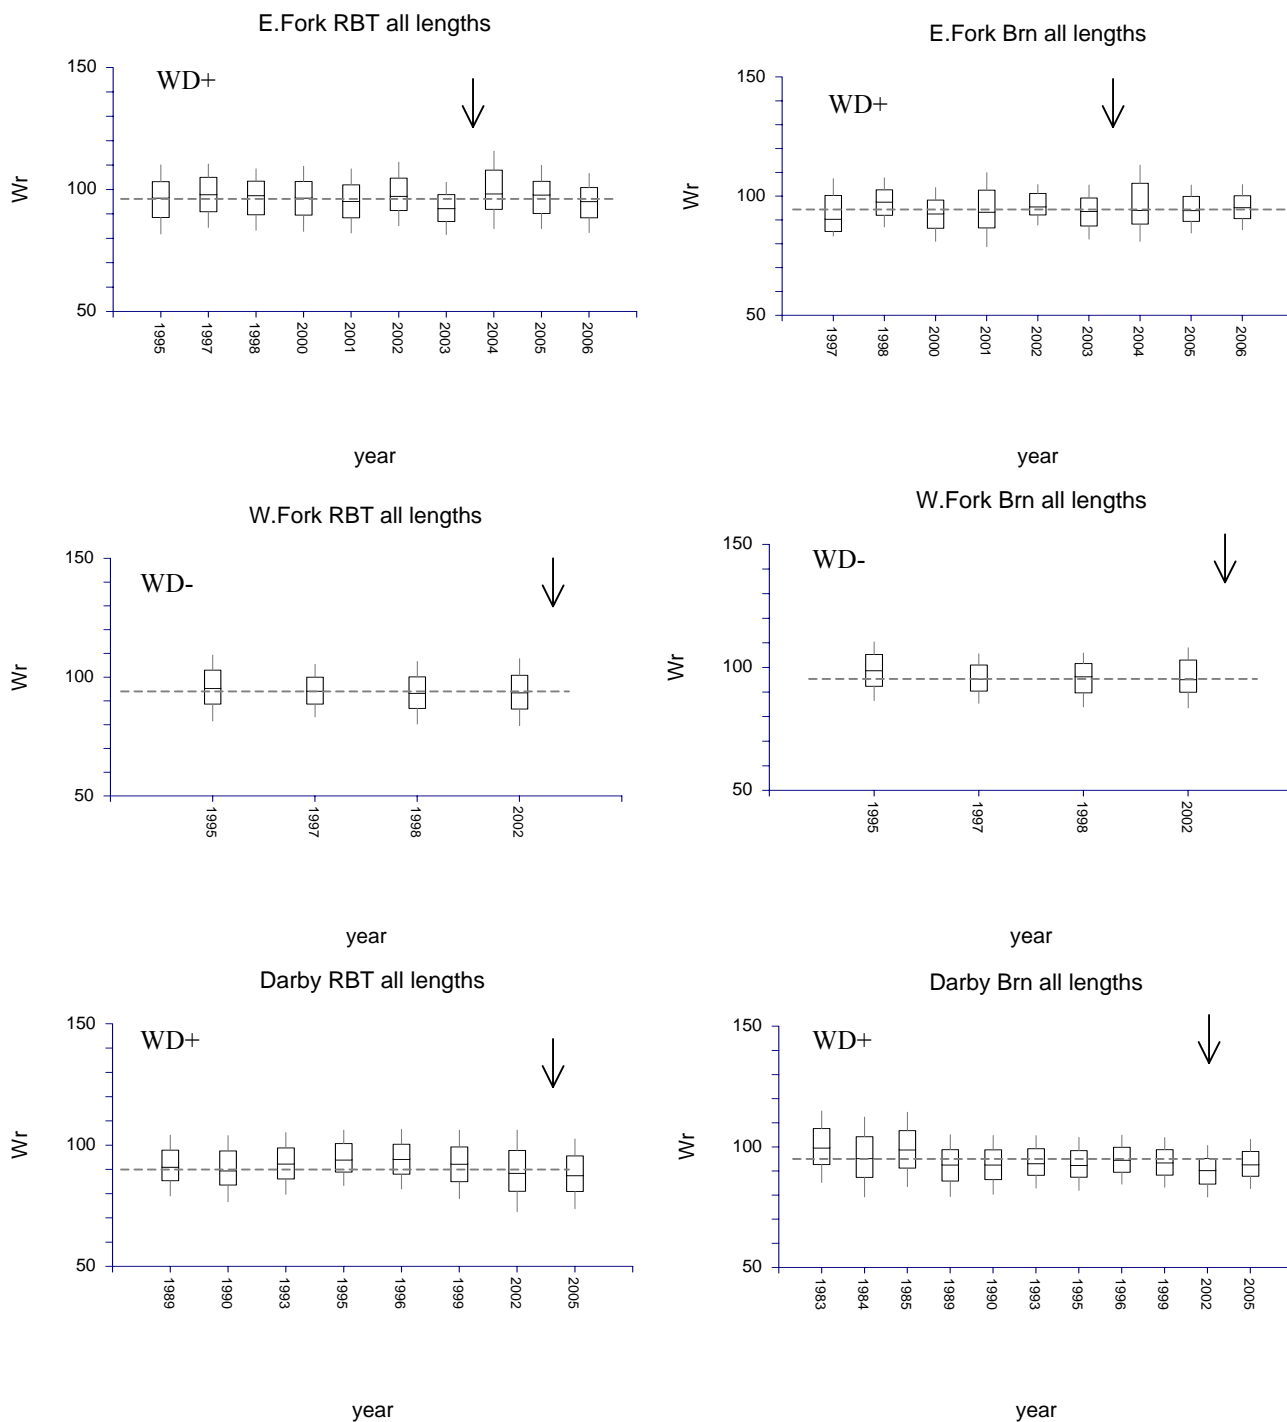 E.Fork RBT all lengths
WD+
150
100
50
Wr
1995
1997
1998
2000
2001
2002
2003
2004
2005
2006
year
E.Fork Brn all lengths
WD+
150
100
50
Wr
1997
1998
2000
2001
2002
2003
2004
2005
2006
year
W.Fork RBT all lengths
WD-
150
100
50
Wr
1995
1997
1998
2002
year
W.Fork Brn all lengths
WD-
150
100
50
Wr
1995
1997
1998
2002
year
Darby RBT all lengths
WD+
150
100
50
Wr
1989
1990
1993
1995
1996
1999
2002
2005
year
Darby Brn all lengths
WD+
150
100
50
Wr
1983
1984
1985
1989
1990
1993
1995
1996
1999
2002
2005
year